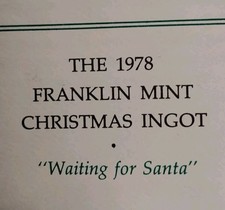 THE 1978
FRANKLIN MINT
CHRISTMAS INGOT
•
"Waiting for Santa"